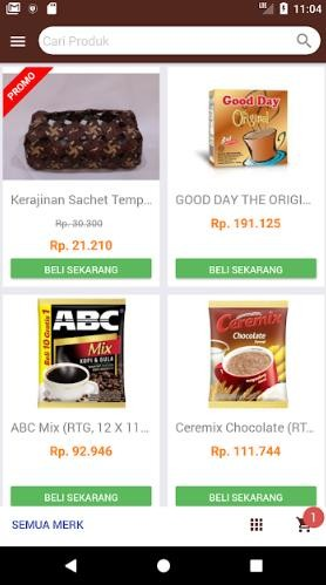 11:04
Cari Produk
PROMO
Good Day
Original
Kerajinan Sachet Temp...
GOOD DAY THE ORIGI...
Rp. 30.300
Rp. 191.125
Rp. 21.210
BELI SEKARANG
BELI SEKARANG
Beli 10 Gratis 1
ABC
Mix
KOPI & GULA
Ceremix
Chocolate
ABC Mix (RTG, 12 X 11...
Ceremix Chocolate (RT...
Rp. 92.946
Rp. 111.744
BELI SEKARANG
BELI SEKARANG
SEMUA MERK
1